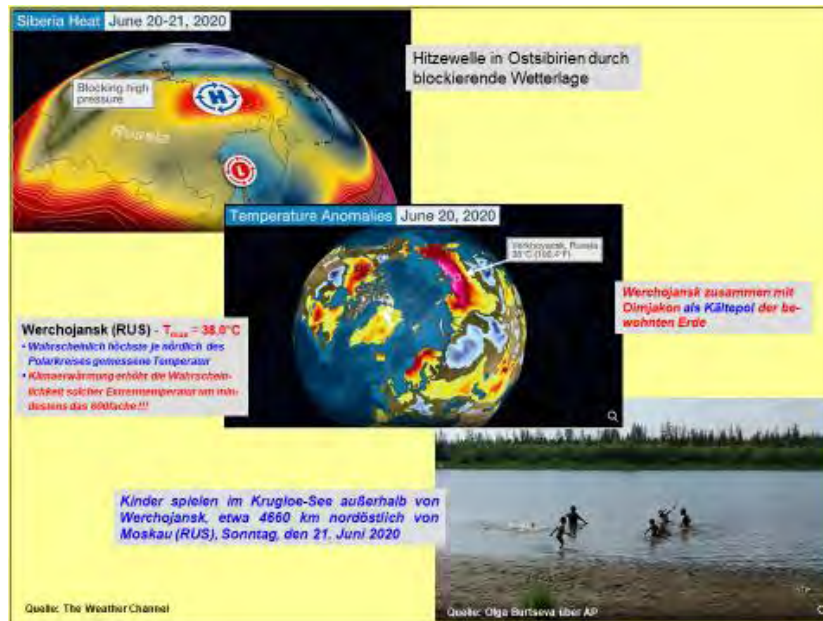 Siberia Heat June 20-21, 2020
Hitzewelle in Ostsibirien durch
blockierende Wetterlage
Blocking high
pressure
H
Russia
L
Temperature Anomalies June 20, 2020
Verkhoyansk, Russia
38°C (100.4°F)
Werchojansk zusammen mit
Oimjakon als Kältepol der be-
wohnten Erde
Werchojansk (RUS) - Tmax = 38,0°C
• Wahrscheinlich höchste je nördlich des
Polarkreises gemessene Temperatur
• Klimaerwärmung erhöht die Wahrschein-
lichkeit solcher Extremtemperatur um min-
destens das 600fache!!!
Kinder spielen im Krugloe-See außerhalb von
Werchojansk, etwa 4660 km nordöstlich von
Moskau (RUS), Sonntag, den 21. Juni 2020
Quelle: The Weather Channel
Quelle: Olga Burtseva über AP